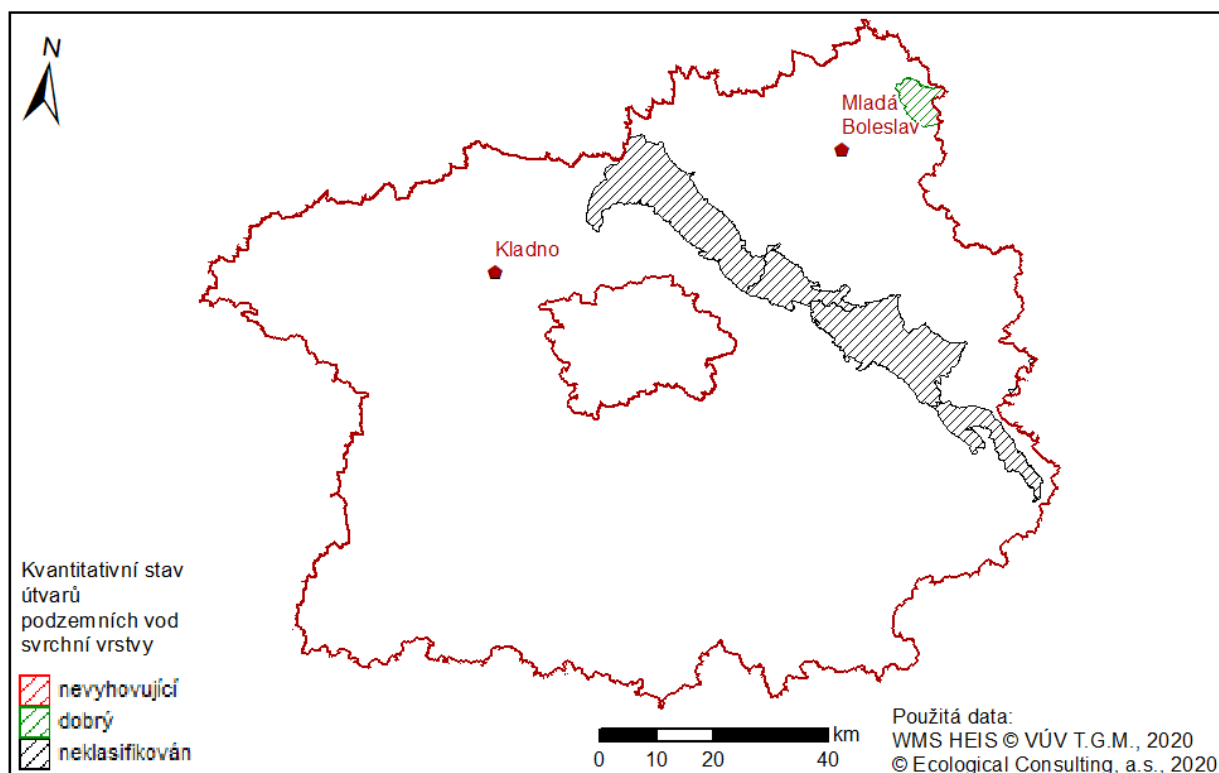 N
Mladá
Boleslav
Kladno
Kvantitativní stav
útvarů
podzemních vod
svrchní vrstvy
nevyhovující
dobrý
neklasifikován
km
0 10 20 40
Použitá data:
WMS HEIS © VÚV T.G.M., 2020
© Ecological Consulting, a.s., 2020